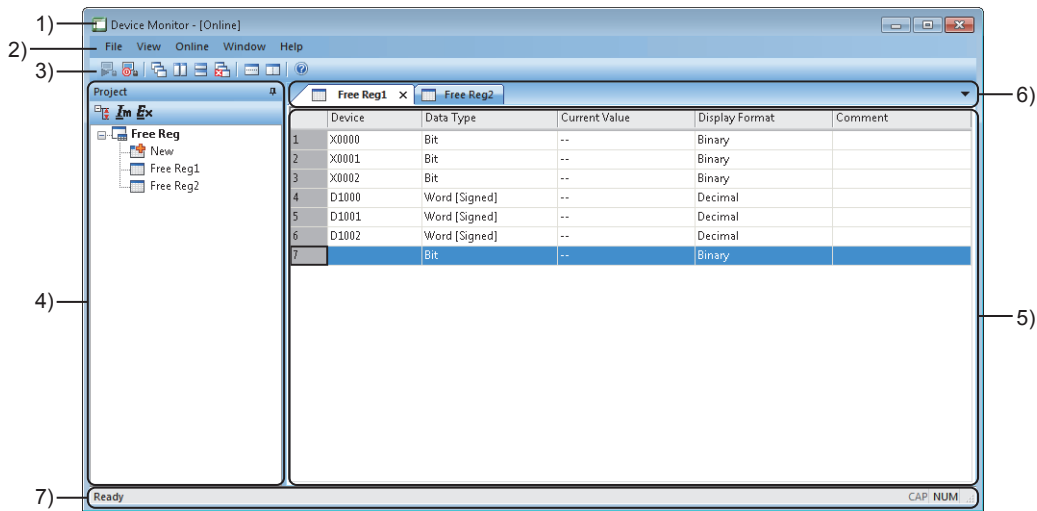 1) Device Monitor - [Online]
2) File View Online Window Help
3)
Project
Im Ex
Free Reg
New
Free Reg1
Free Reg2
4)
Free Reg1 X Free Reg2
6)
Device Data Type Current Value Display Format Comment
1 X0000 Bit -- Binary
2 X0001 Bit -- Binary
3 X0002 Bit -- Binary
4 D1000 Word [Signed] -- Decimal
5 D1001 Word [Signed] -- Decimal
6 D1002 Word [Signed] -- Decimal
7 Bit -- Binary
5)
7) Ready CAP NUM